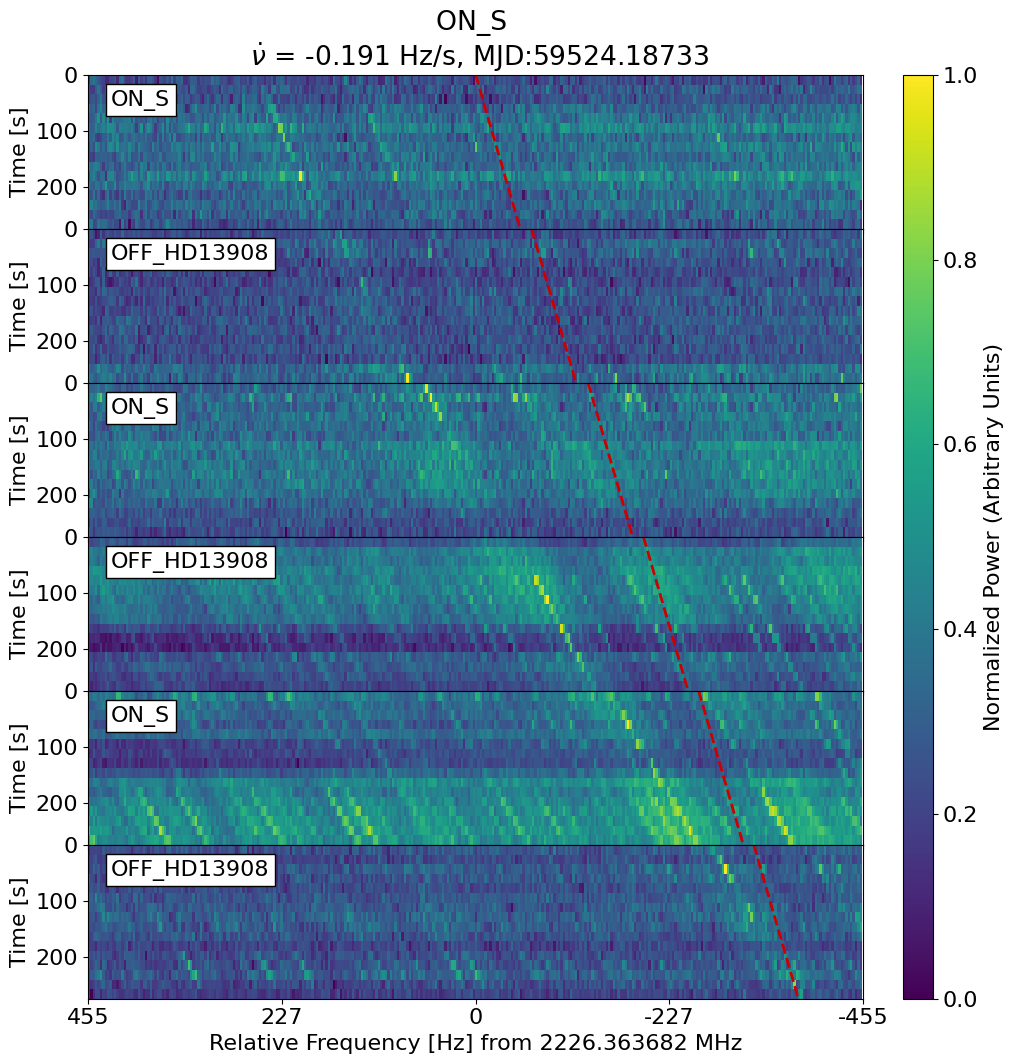 ON_S
ν̇ = -0.191 Hz/s, MJD:59524.18733
0
ON_S
100
200
Time [s]
0
OFF_HD13908
100
200
Time [s]
0
ON_S
100
200
Time [s]
0
OFF_HD13908
100
200
Time [s]
0
ON_S
100
200
Time [s]
0
OFF_HD13908
100
200
Time [s]
455 227 0 -227 -455
Relative Frequency [Hz] from 2226.363682 MHz
1.0
0.8
0.6
0.4
0.2
0.0
Normalized Power (Arbitrary Units)